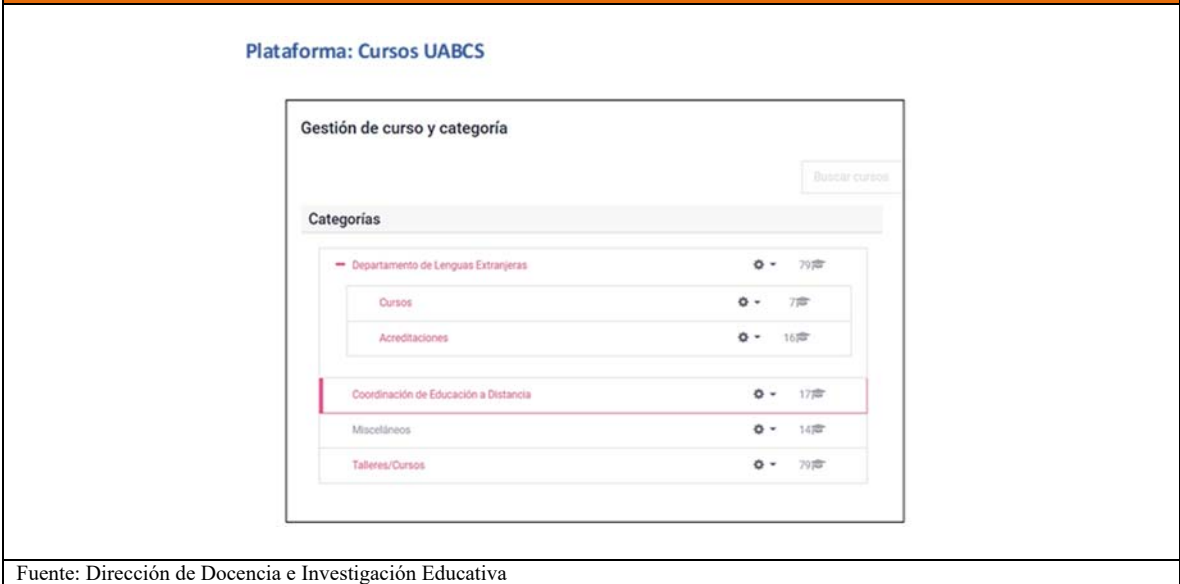 Plataforma: Cursos UABCS
Gestión de curso y categoría
Buscar cursos
Categorías
Departamento de Lenguas Extranjeras 79
Cursos 7
Acreditaciones 16
Coordinación de Educación a Distancia 17
Misceláneos 14
Talleres/Cursos 79
Fuente: Dirección de Docencia e Investigación Educativa